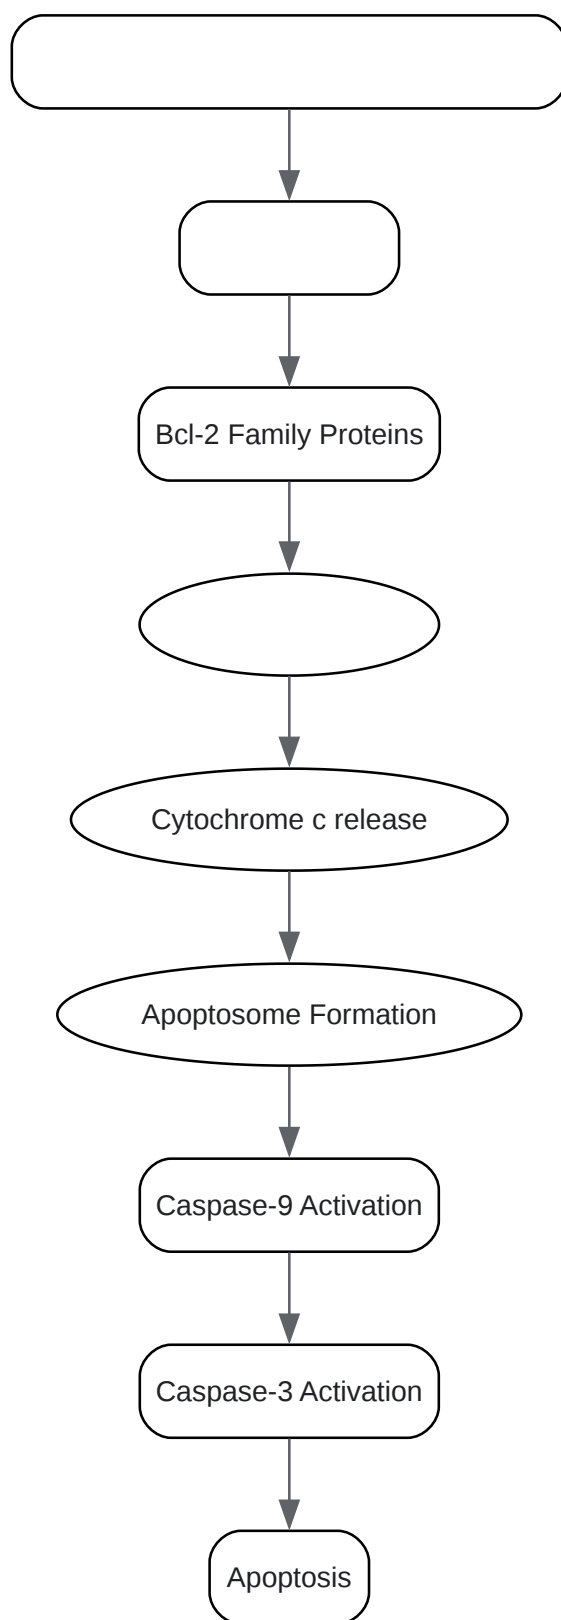 Bcl-2 Family Proteins
Cytochrome c release
Apoptosome Formation
Caspase-9 Activation
Caspase-3 Activation
Apoptosis